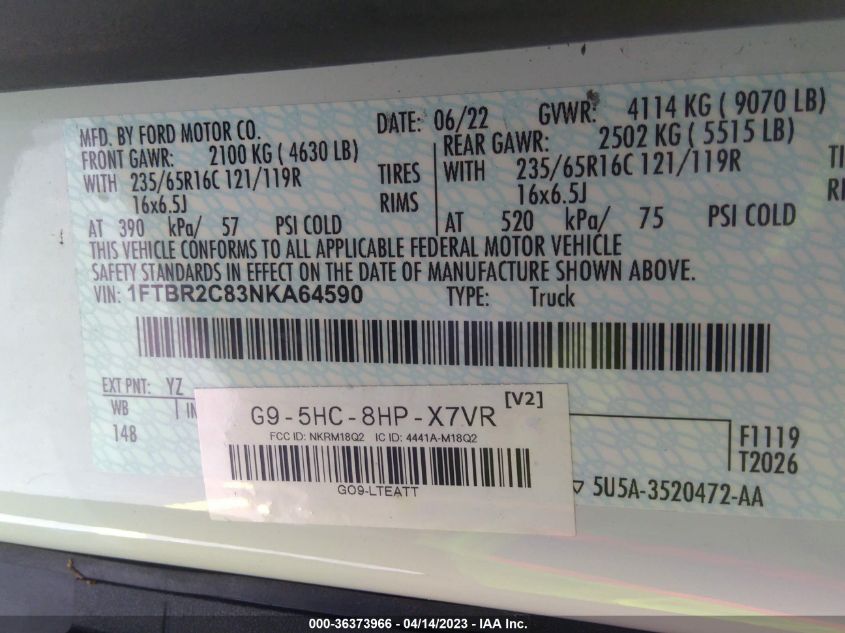 MFD. BY FORD MOTOR CO. DATE: 06/22 GVWR: 4114 KG ( 9070 LB)
FRONT GAWR: 2100 KG ( 4630 LB) REAR GAWR: 2502 KG ( 5515 LB)
WITH 235/65R16C 121/119R TIRES WITH 235/65R16C 121/119R
16x6.5J RIMS 16x6.5J
AT 390 kPa/ 57 PSI COLD AT 520 kPa/ 75 PSI COLD
THIS VEHICLE CONFORMS TO ALL APPLICABLE FEDERAL MOTOR VEHICLE
SAFETY STANDARDS IN EFFECT ON THE DATE OF MANUFACTURE SHOWN ABOVE.
VIN: 1FTBR2C83NKA64590 TYPE: Truck
EXT PNT: YZ
WB
148
G9-5HC-8HP-X7VR [V2]
FCC ID: NKRM18Q2 IC ID: 4441A-M18Q2
GO9-LTEATT
F1119
T2026
5U5A-3520472-AA
000-36373966 - 04/14/2023 - IAA Inc.